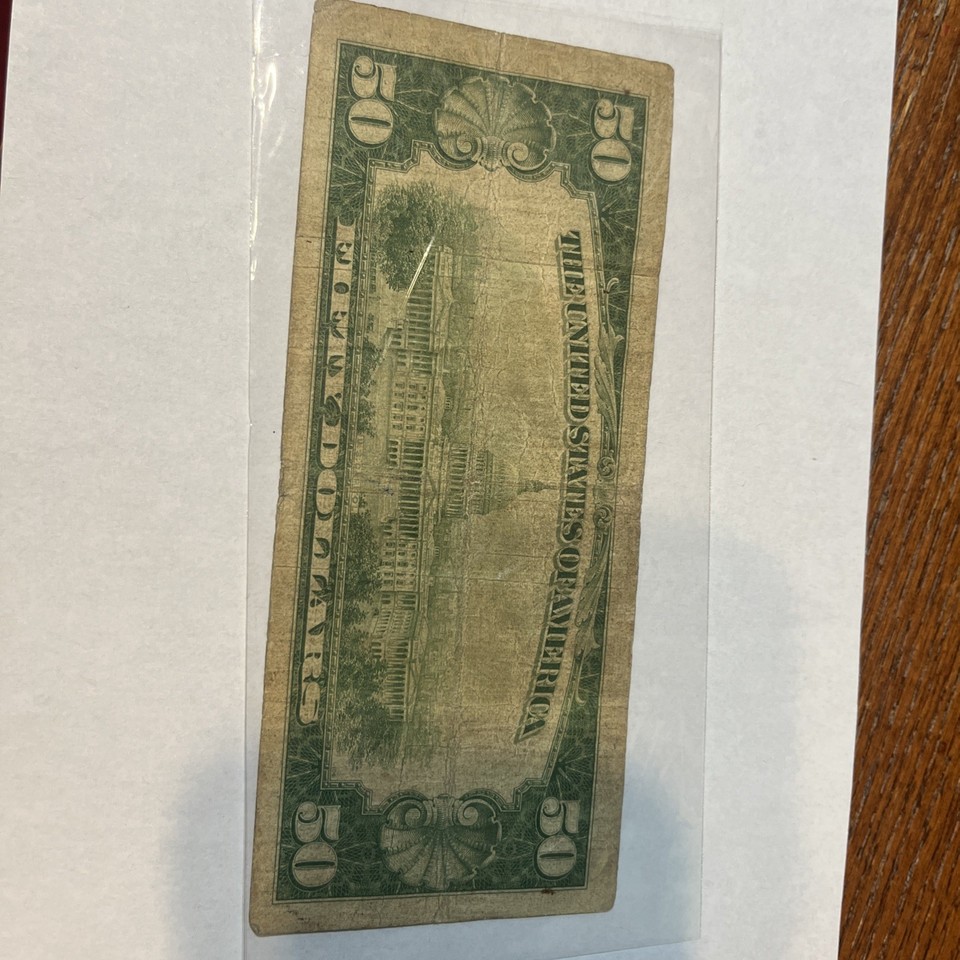 50 50
THE UNITED STATES OF AMERICA
FIFTY DOLLARS
50 50